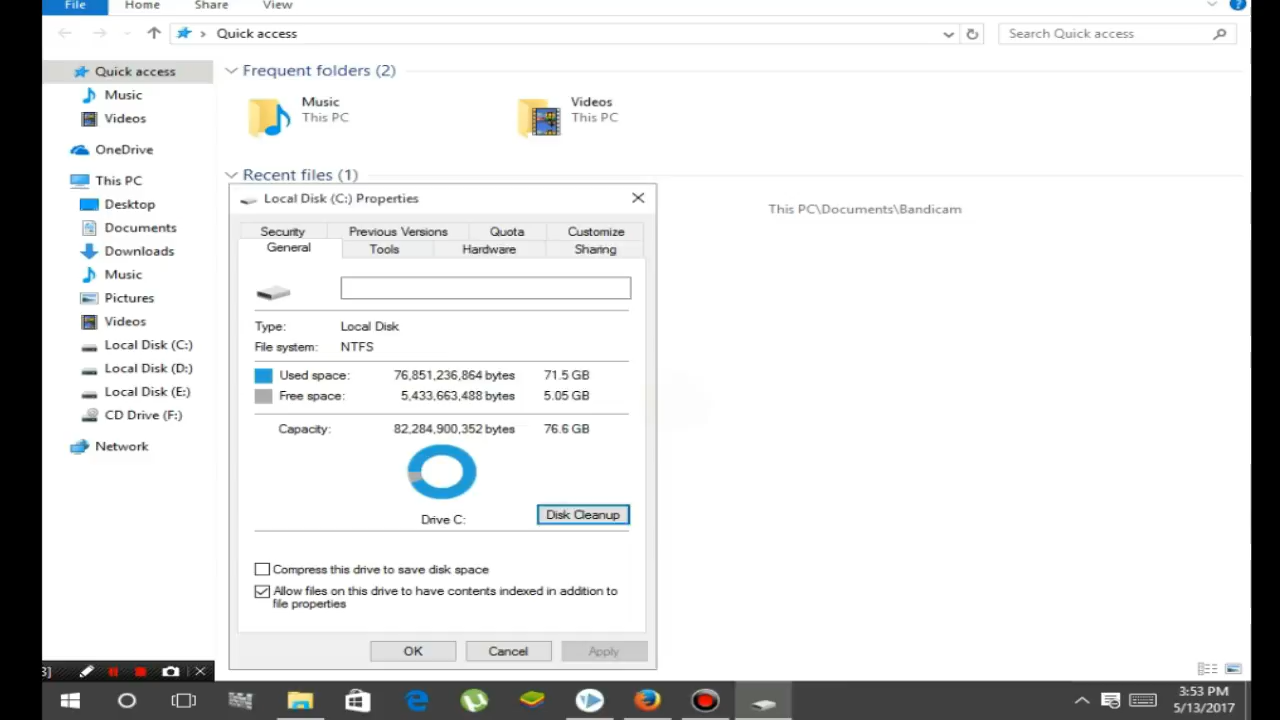 File Home Share View
Quick access Search Quick access
Quick access
Music
Videos
OneDrive
This PC
Desktop
Documents
Downloads
Music
Pictures
Videos
Local Disk (C:)
Local Disk (D:)
Local Disk (E:)
CD Drive (F:)
Network
Frequent folders (2)
Music
This PC
Videos
This PC
Recent files (1)
This PC\Documents\Bandicam
Local Disk (C:) Properties
Security Previous Versions Quota Customize
General Tools Hardware Sharing
Type: Local Disk
File system: NTFS
Used space: 76,851,236,864 bytes 71.5 GB
Free space: 5,433,663,488 bytes 5.05 GB
Capacity: 82,284,900,352 bytes 76.6 GB
Drive C: Disk Cleanup
Compress this drive to save disk space
Allow files on this drive to have contents indexed in addition to
file properties
OK Cancel Apply
3]
3:53 PM
5/13/2017